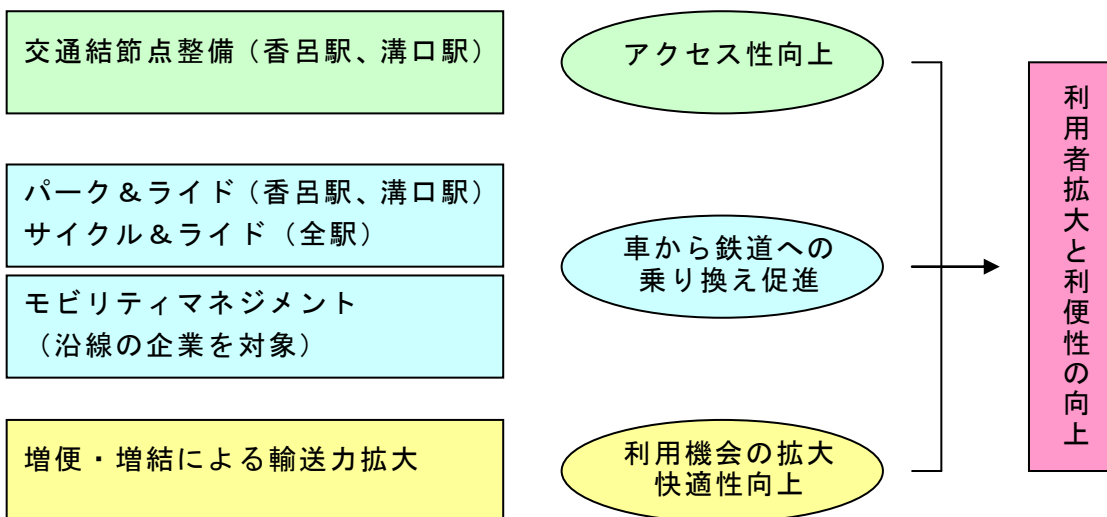 交通結節点整備（香呂駅、溝口駅）
アクセス性向上
パーク＆ライド（香呂駅、溝口駅）
サイクル＆ライド（全駅）
モビリティマネジメント
（沿線の企業を対象）
車から鉄道への
乗り換え促進
増便・増結による輸送力拡大
利用機会の拡大
快適性向上
利用者拡大と利便性の向上